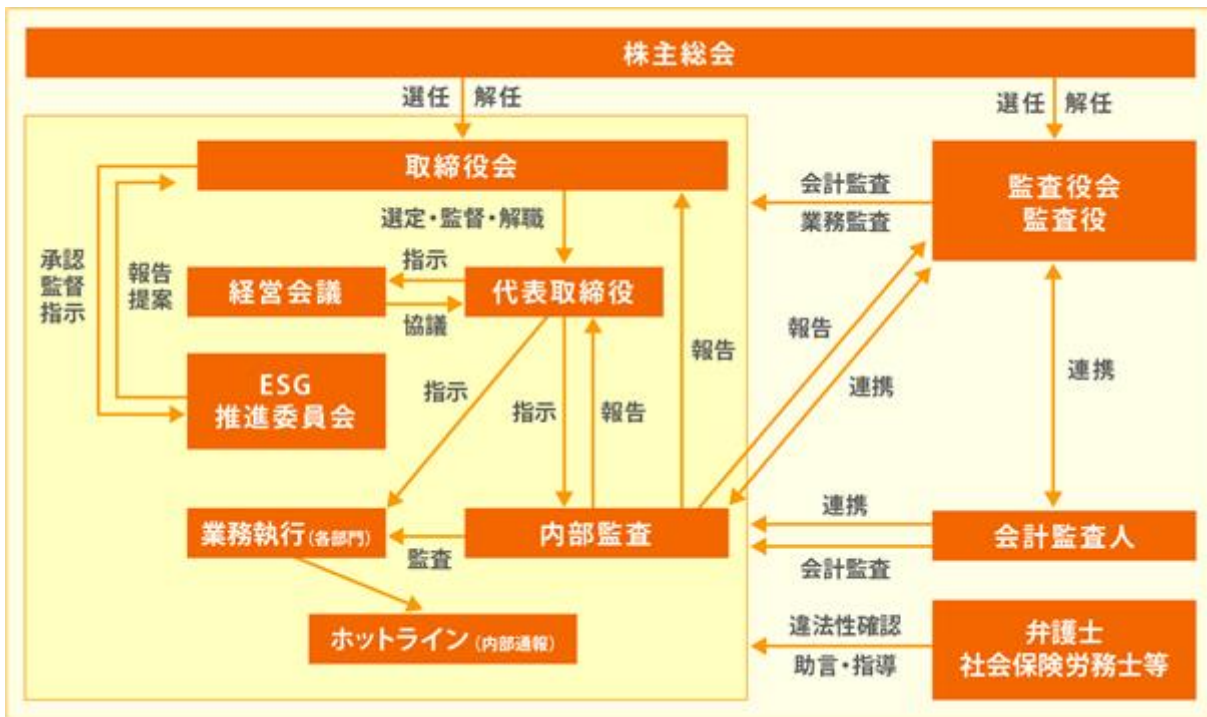 株主総会
選任 解任
選任 解任
取締役会
監査役会
監査役
会計監査
業務監査
選定・監督・解職
承認
監督
指示
報告
提案
指示
経営会議
代表取締役
協議
報告
報告
連携
連携
ESG
推進委員会
指示
指示
報告
業務執行(各部門)
内部監査
監査
連携
会計監査
会計監査人
ホットライン(内部通報)
違法性確認
助言・指導
弁護士
社会保険労務士等